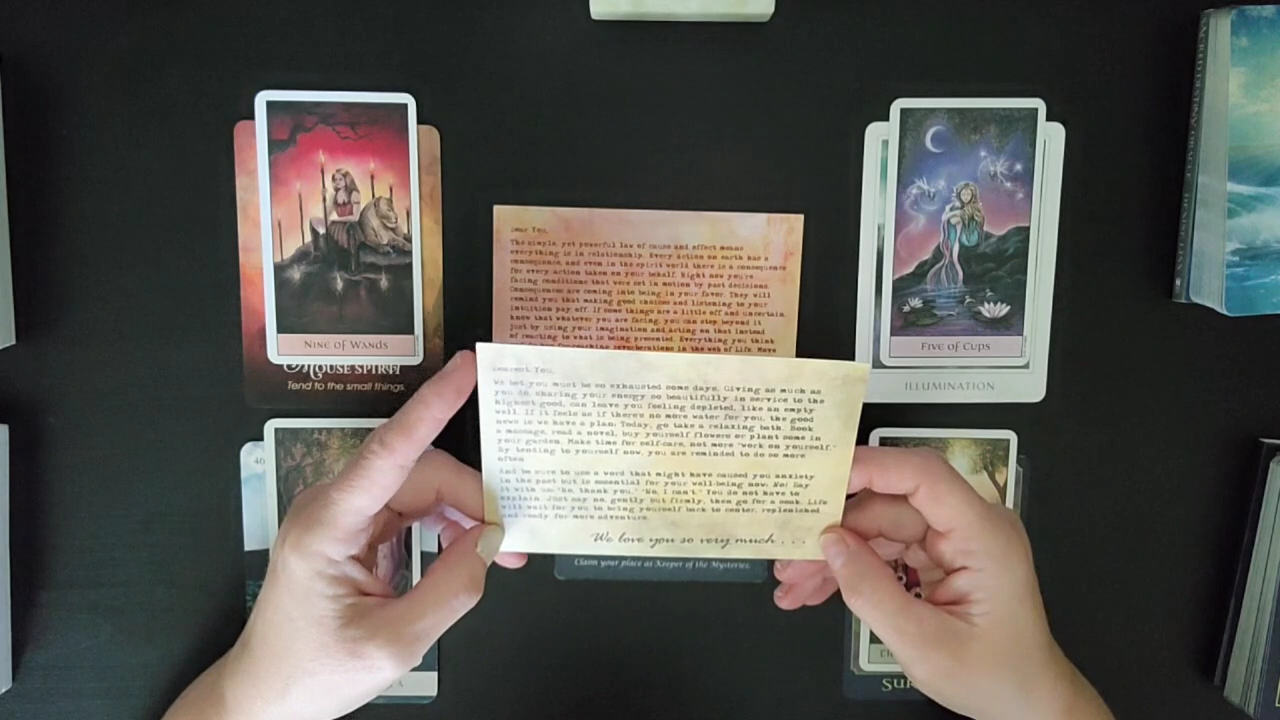 Nine of Wands
Mouse Spirit
Tend to the small things.
Five of Cups
ILLUMINATION
Dear You,
The simple, yet powerful law of cause and effect means
everything is in relationship. Every action on earth has a
consequence, and even in the spirit world there is a consequence
for every action taken on your behalf. Right now you're
facing conditions that were set in motion by past decisions.
Consequences are coming into being in your favor. They will
remind you that making good choices and listening to your
intuition pay off. If some things are a little off and uncertain
know that whatever you are facing, you can step beyond it
just by using your imagination and acting on that instead
of reacting to what is being presented. Everything you think
reverberations in the web of Life. Move
Dearest You,
We bet you must be so exhausted some days. Giving as much as
you do, sharing your energy so beautifully in service to the
highest good, can leave you feeling depleted, like an empty
well. If it feels as if there's no more water for you, the good
news is we have a plan: Today, go take a relaxing bath. Book
a massage, read a novel, buy yourself flowers or plant some in
your garden. Make time for self-care, not more "work on yourself."
By tending to yourself now, you are reminded to do so more
often.
And be sure to use a word that might have caused you anxiety
in the past but is essential for your well-being now: No! Say
it with us: "No, thank you." "No, I can't." You do not have to
explain. Just say no, gently but firmly, then go for a soak. Life
will wait for you to bring yourself back to center, replenished
and ready for more adventure.
We love you so very much . . .
Claim your place as Keeper of the Mysteries.